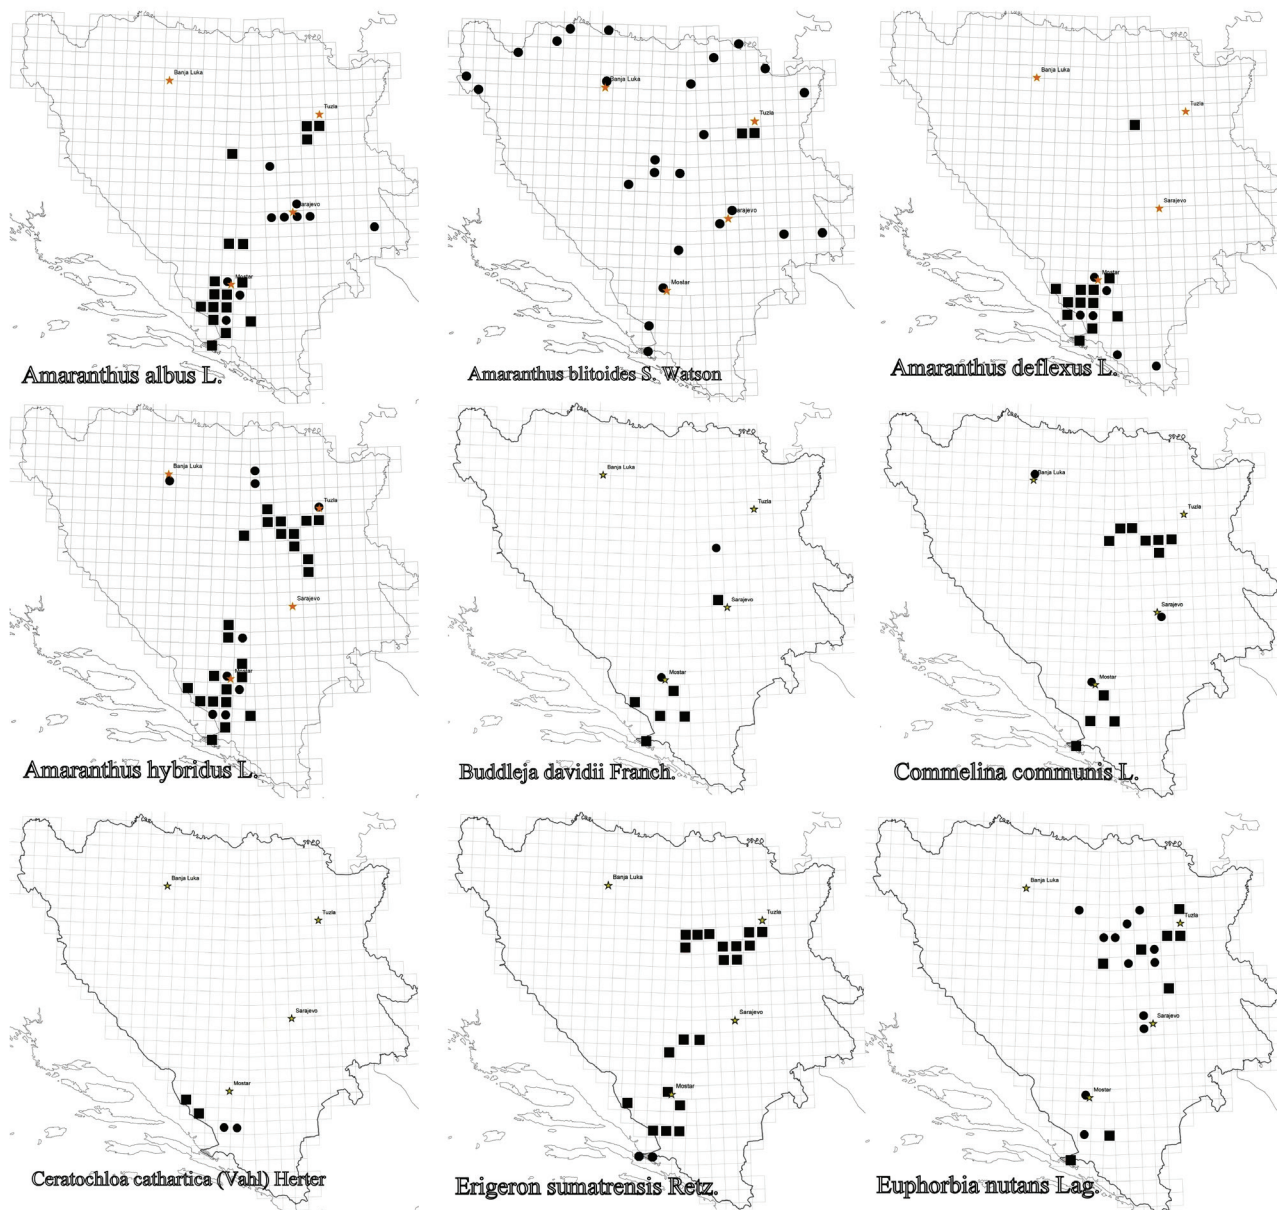 Banja Luka
Tuzla
Sarajevo
Mostar
Amaranthus albus L.
Banja Luka
Tuzla
Sarajevo
Mostar
Amaranthus blitoides S. Watson
Banja Luka
Tuzla
Sarajevo
Mostar
Amaranthus deflexus L.
Banja Luka
Tuzla
Sarajevo
Mostar
Amaranthus hybridus L.
Banja Luka
Tuzla
Sarajevo
Mostar
Buddleja davidii Franch.
Banja Luka
Tuzla
Sarajevo
Mostar
Commelina communis L.
Banja Luka
Tuzla
Sarajevo
Mostar
Ceratochloa cathartica (Vahl) Herter
Banja Luka
Tuzla
Sarajevo
Mostar
Erigeron sumatrensis Retz.
Banja Luka
Tuzla
Sarajevo
Mostar
Euphorbia nutans Lag.